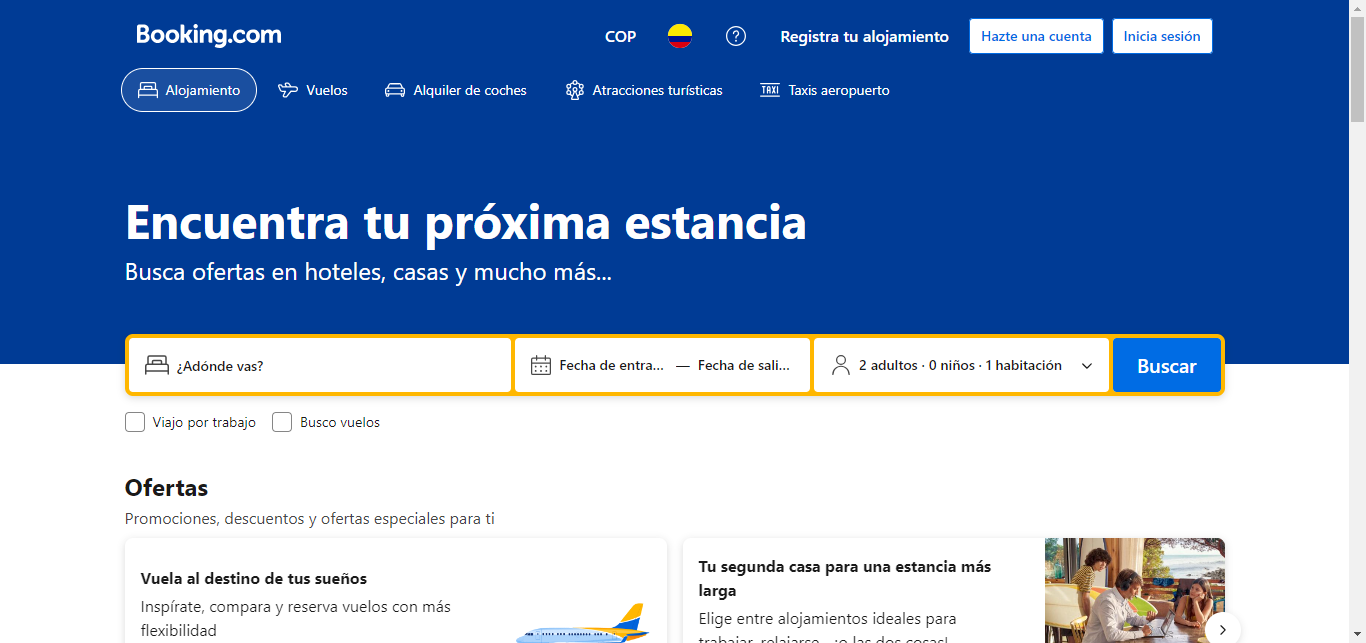 Booking.com
COP
Registra tu alojamiento
Hazte una cuenta
Inicia sesión
Alojamiento
Vuelos
Alquiler de coches
Atracciones turísticas
TAXI
Taxis aeropuerto
Encuentra tu próxima estancia
Busca ofertas en hoteles, casas y mucho más...
¿Adónde vas?
Fecha de entra... — Fecha de sali...
2 adultos · 0 niños · 1 habitación
Buscar
Viajo por trabajo
Busco vuelos
Ofertas
Promociones, descuentos y ofertas especiales para ti
Vuela al destino de tus sueños
Inspírate, compara y reserva vuelos con más
flexibilidad
Tu segunda casa para una estancia más
larga
Elige entre alojamientos ideales para
trabajar, relajarse... ¡o las dos cosas!